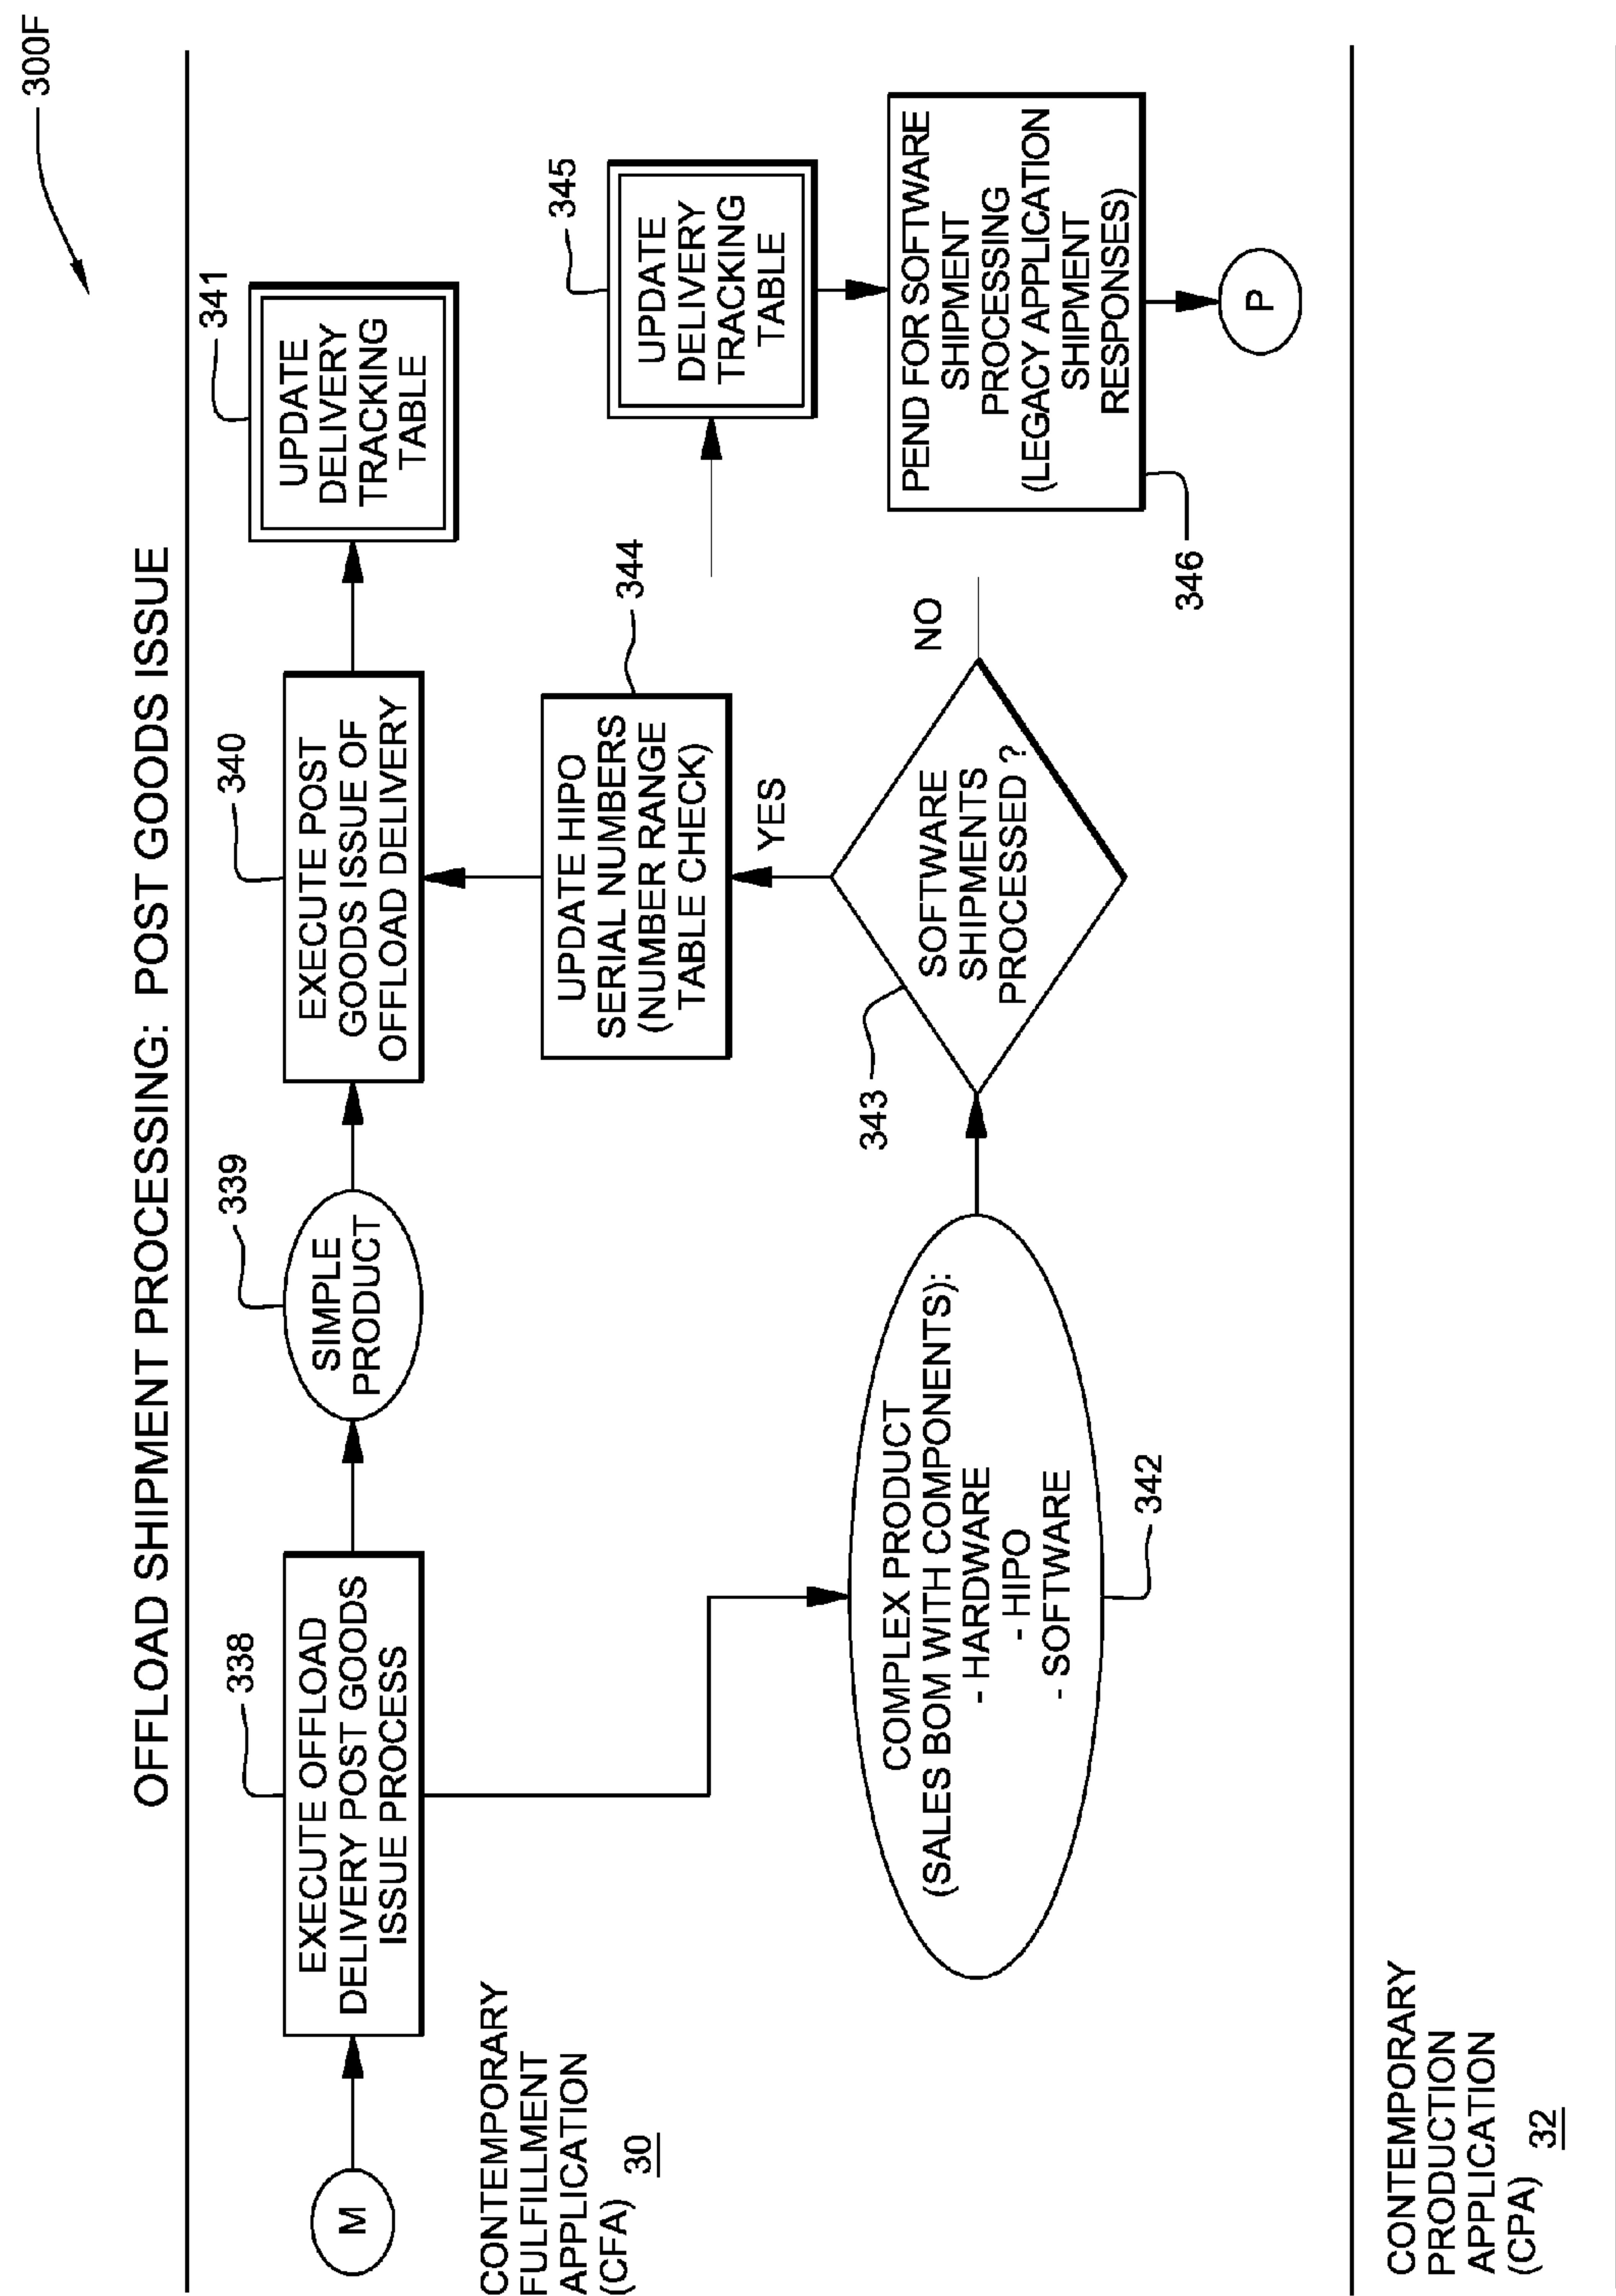 300F
OFFLOAD SHIPMENT PROCESSING: POST GOODS ISSUE
M
338
EXECUTE OFFLOAD
DELIVERY POST GOODS
ISSUE PROCESS
339
SIMPLE
PRODUCT
340
EXECUTE POST
GOODS ISSUE OF
OFFLOAD DELIVERY
341
UPDATE
DELIVERY
TRACKING
TABLE
CONTEMPORARY
FULFILLMENT
APPLICATION
(CFA) 30
344
UPDATE HIPO
SERIAL NUMBERS
(NUMBER RANGE
TABLE CHECK)
YES
345
UPDATE
DELIVERY
TRACKING
TABLE
COMPLEX PRODUCT
(SALES BOM WITH COMPONENTS):
- HARDWARE
- HIPO
- SOFTWARE
342
343
SOFTWARE
SHIPMENTS
PROCESSED ?
NO
PEND FOR SOFTWARE
SHIPMENT
PROCESSING
(LEGACY APPLICATION
SHIPMENT
RESPONSES)
346
P
CONTEMPORARY
PRODUCTION
APPLICATION
(CPA) 32